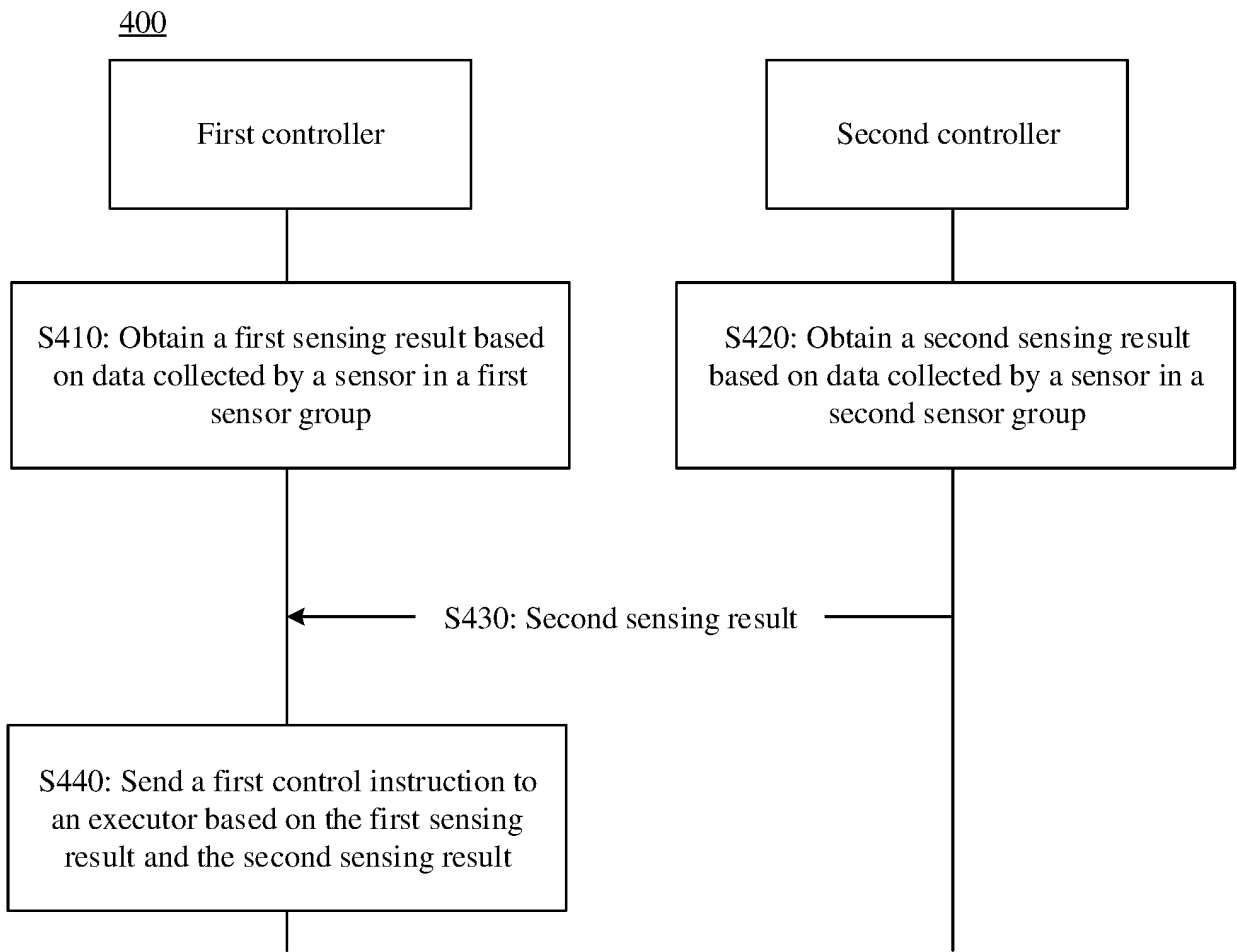 400
First controller
Second controller
S410: Obtain a first sensing result based
on data collected by a sensor in a first
sensor group
S420: Obtain a second sensing result
based on data collected by a sensor in a
second sensor group
S430: Second sensing result
S440: Send a first control instruction to
an executor based on the first sensing
result and the second sensing result